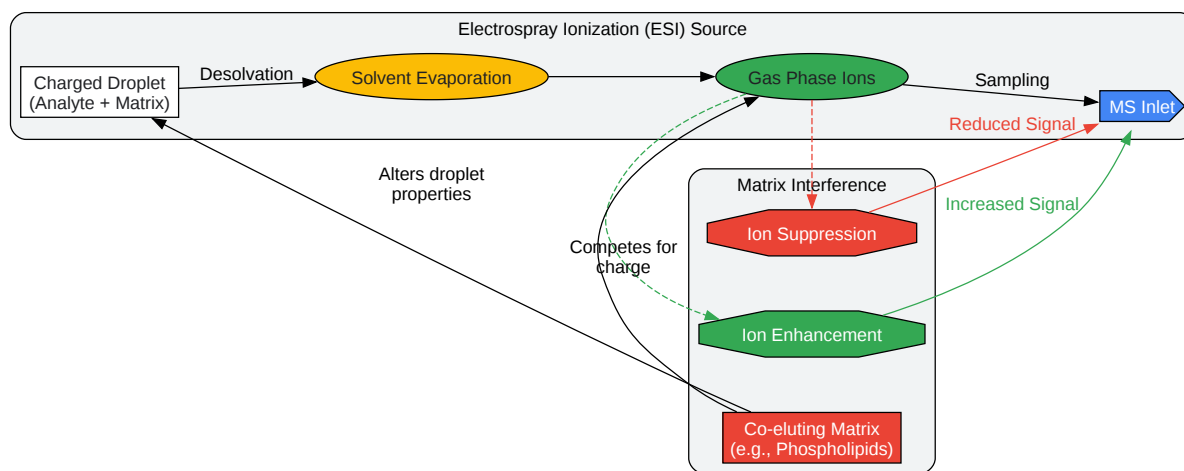 Electrospray Ionization (ESI) Source
Charged Droplet
(Analyte + Matrix)
Desolvation
Solvent Evaporation
Gas Phase Ions
Sampling
MS Inlet
Reduced Signal
Alters droplet
properties
Matrix Interference
Ion Suppression
Increased Signal
Competes for
charge
Ion Enhancement
Co-eluting Matrix
(e.g., Phospholipids)